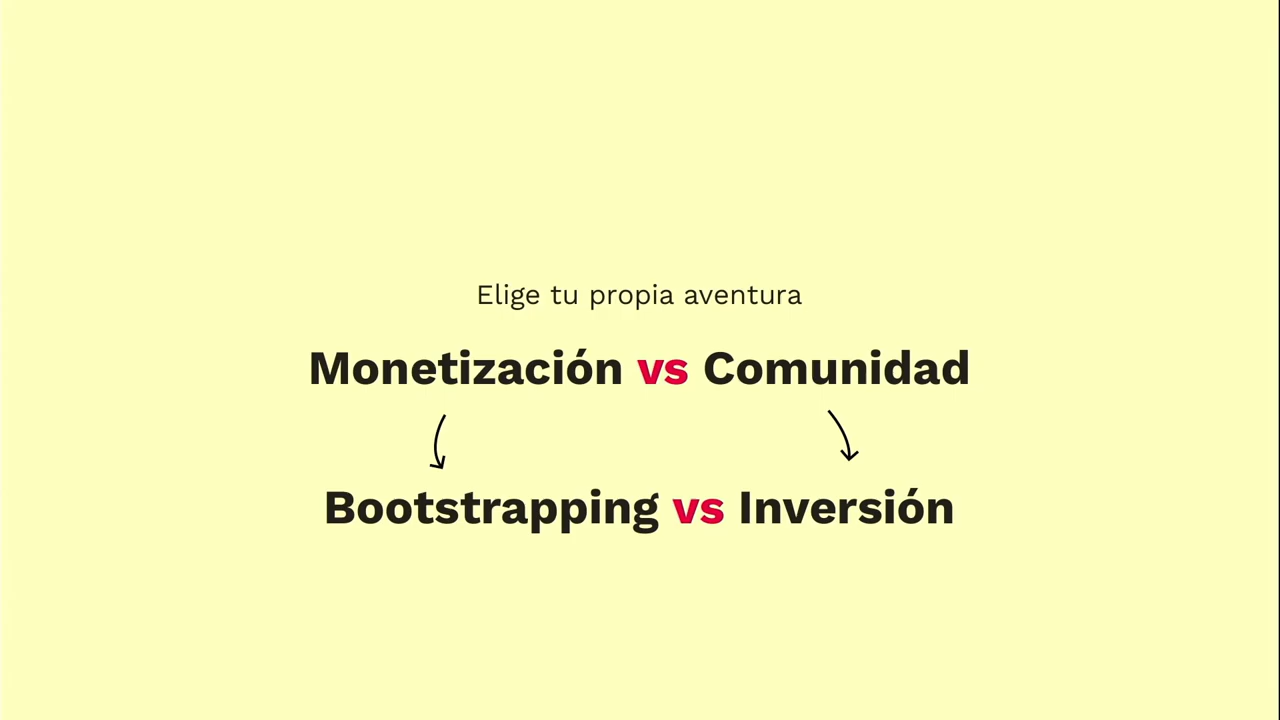 Elige tu propia aventura
Monetización vs Comunidad
Bootstrapping vs Inversión